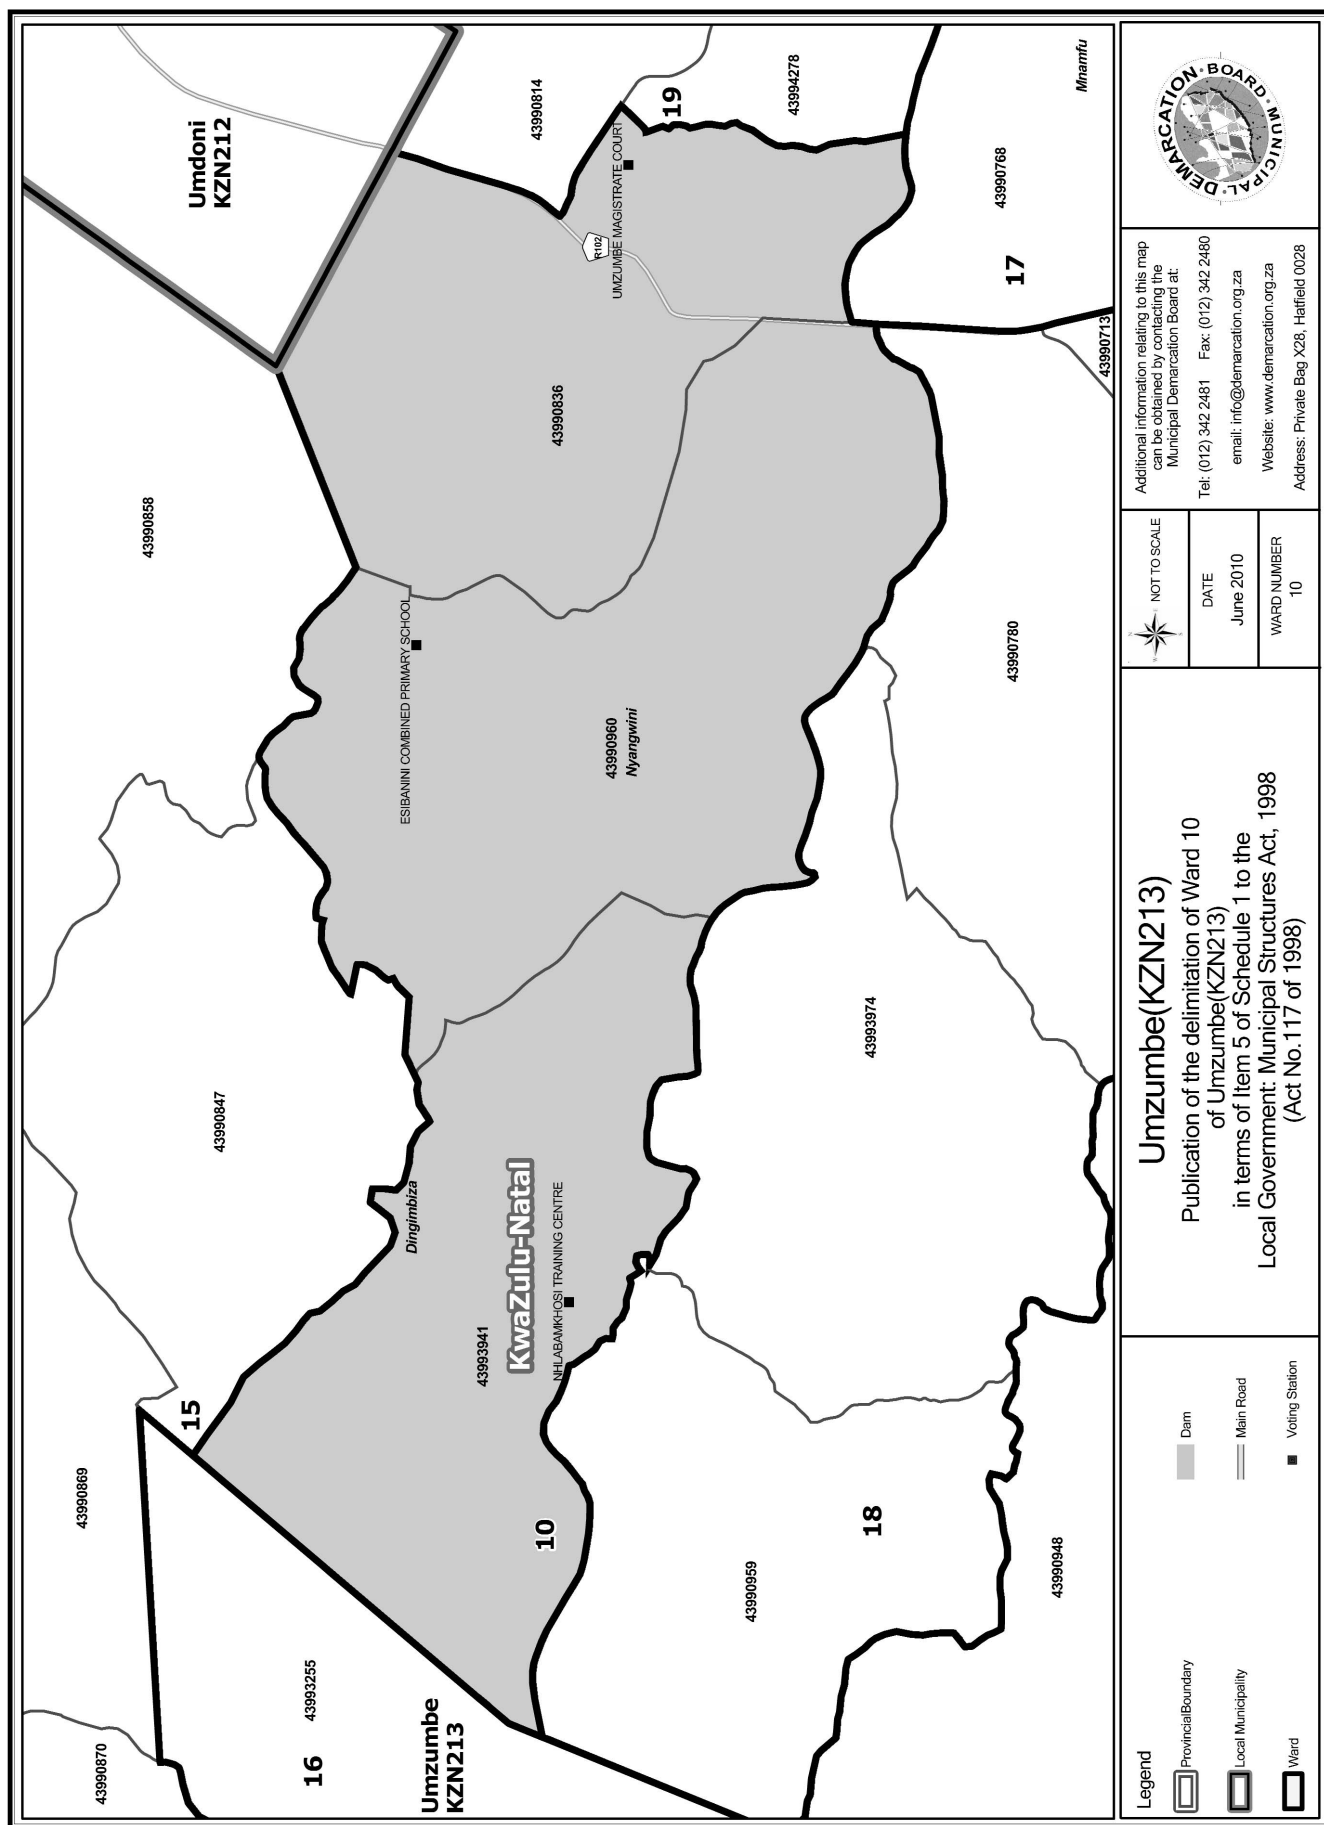 Umdoni
KZN212
43990814
19
43994278
Mnamfu
UMZUMBE MAGISTRATE COURT
R102
43990768
17
43990713
43990858
43990836
ESIBANINI COMBINED PRIMARY SCHOOL
43990960
Nyangwini
43990780
43990847
Dingimbiza
43993974
KwaZulu-Natal
NHLABAMKHOSI TRAINING CENTRE
43993941
15
43990869
10
18
43990959
43990948
43993255
16
43990870
Umzumbe
KZN213
Legend
ProvincialBoundary
Local Municipality
Ward
Dam
Main Road
Voting Station
Umzumbe(KZN213)
Publication of the delimitation of Ward 10
of Umzumbe(KZN213)
in terms of Item 5 of Schedule 1 to the
Local Government: Municipal Structures Act, 1998
(Act No.117 of 1998)
N
E
S
W
NOT TO SCALE
DATE
June 2010
WARD NUMBER
10
Additional information relating to this map
can be obtained by contacting the
Municipal Demarcation Board at:
Tel: (012) 342 2481 Fax: (012) 342 2480
email: info@demarcation.org.za
Website: www.demarcation.org.za
Address: Private Bag X28, Hatfield 0028
MUNICIPAL · DEMARCATION · BOARD ·